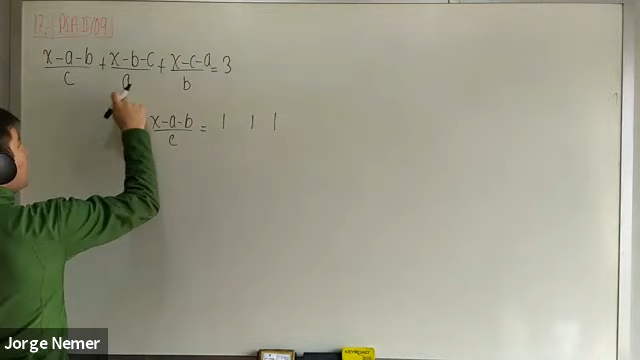 (x-a-b)/c + (x-b-c)/a + (x-c-a)/b = 3
(x-a-b)/c = 1 1 1
Jorge Nemer